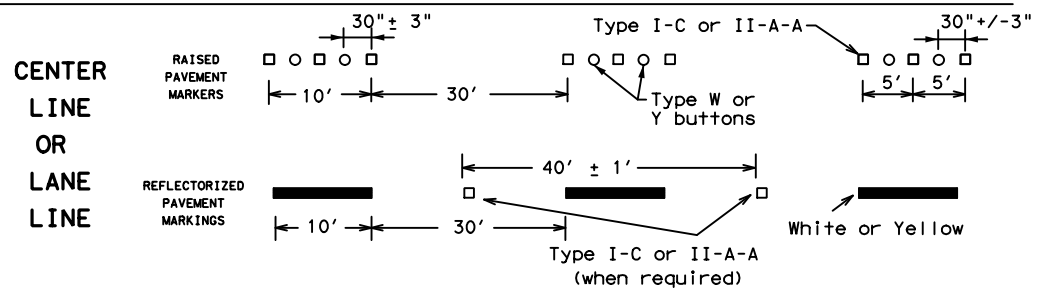 CENTER
LINE
OR
LANE
LINE
RAISED
PAVEMENT
MARKERS
30"± 3"
Type I-C or II-A-A
30"+/-3"
10'
30'
Type W or
Y buttons
5'
5'
REFLECTORIZED
PAVEMENT
MARKINGS
40' ± 1'
10'
30'
Type I-C or II-A-A
(when required)
White or Yellow